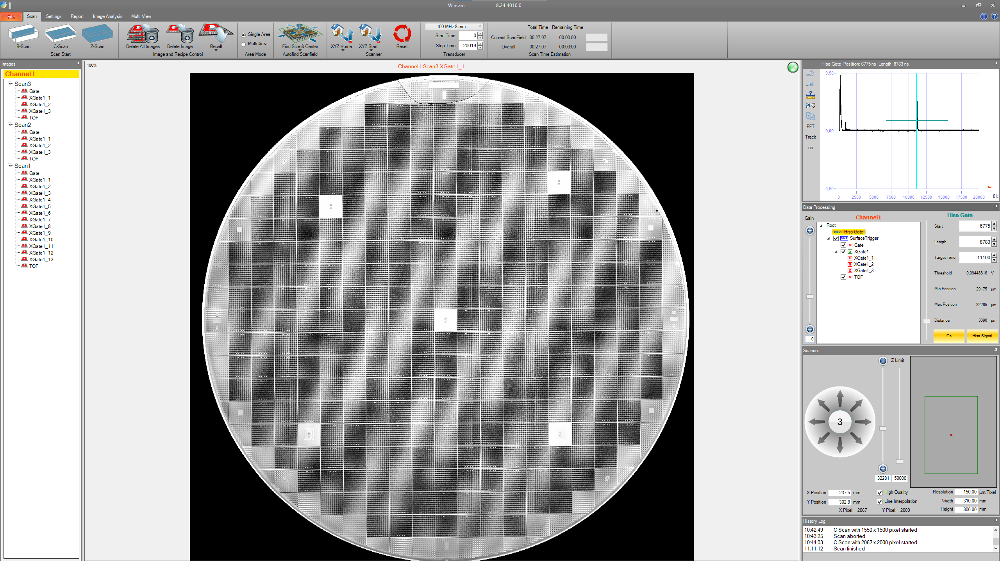 Winsam 8.24.4010.0
File Scan Settings Report Image Analysis Multi View
B-Scan C-Scan Z-Scan
Scan Start
Delete All Images Delete Image Recall
Image and Recipe Control
Single Area
Multi Area
Area Mode
Find Size & Center
Autofind Scanfield
XYZ Home XYZ Start Reset
Scanner
100 MHz 8 mm
Start Time 0
Stop Time 20019
Transducer
Total Time Remaining Time
Current ScanField 00:27:07 00:00:00
Overall 00:27:07 00:00:00
Scan Time Estimation
Images
Channel1
Scan3
Gate
XGate1_1
XGate1_2
XGate1_3
TOF
Scan2
Gate
XGate1_1
XGate1_2
XGate1_3
TOF
Scan1
Gate
XGate1_1
XGate1_2
XGate1_3
XGate1_4
XGate1_5
XGate1_6
XGate1_7
XGate1_8
XGate1_9
XGate1_10
XGate1_11
XGate1_12
XGate1_13
TOF
100%
Channel1 Scan3 XGate1_1
Hisa Gate Position: 6775 ns Length: 8783 ns
FFT
Track
ns
0,50
0,00
-0,50
0 2500 5000 7500 10000 12500 15000 17500 20000
0%
Data Processing
Gain
0
Channel1
Root
HISA Hisa Gate
SFT SurfaceTrigger
G Gate
X XGate1
G XGate1_1
G XGate1_2
G XGate1_3
G TOF
Hisa Gate
Start 6775
Length 8783
Target Time 11100
Threshold 0,09448816 V
Min Position 29175 µm
Max Position 32265 µm
Distance 3090 µm
On Hisa Signal
Scanner
3
Z Limit
32281 50000
X Position 237.5 mm
Y Position 302.8 mm
High Quality
Line Interpolation
X Pixel: 2067 Y Pixel: 2000
Resolution 150.00 µm/Pixel
Width 310.00 mm
Height 300.00 mm
History Log
10:42:49 C Scan with 1550 x 1500 pixel started
10:43:25 Scan aborted
10:44:03 C Scan with 2067 x 2000 pixel started
11:11:12 Scan finished